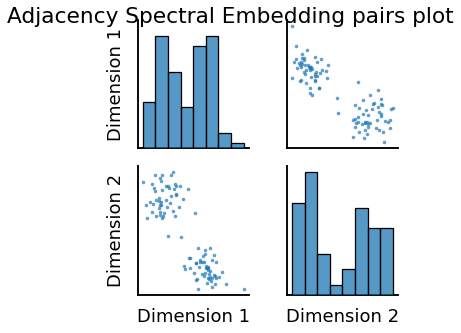 Adjacency Spectral Embedding pairs plot
Dimension 1
Dimension 2
Dimension 1
Dimension 2